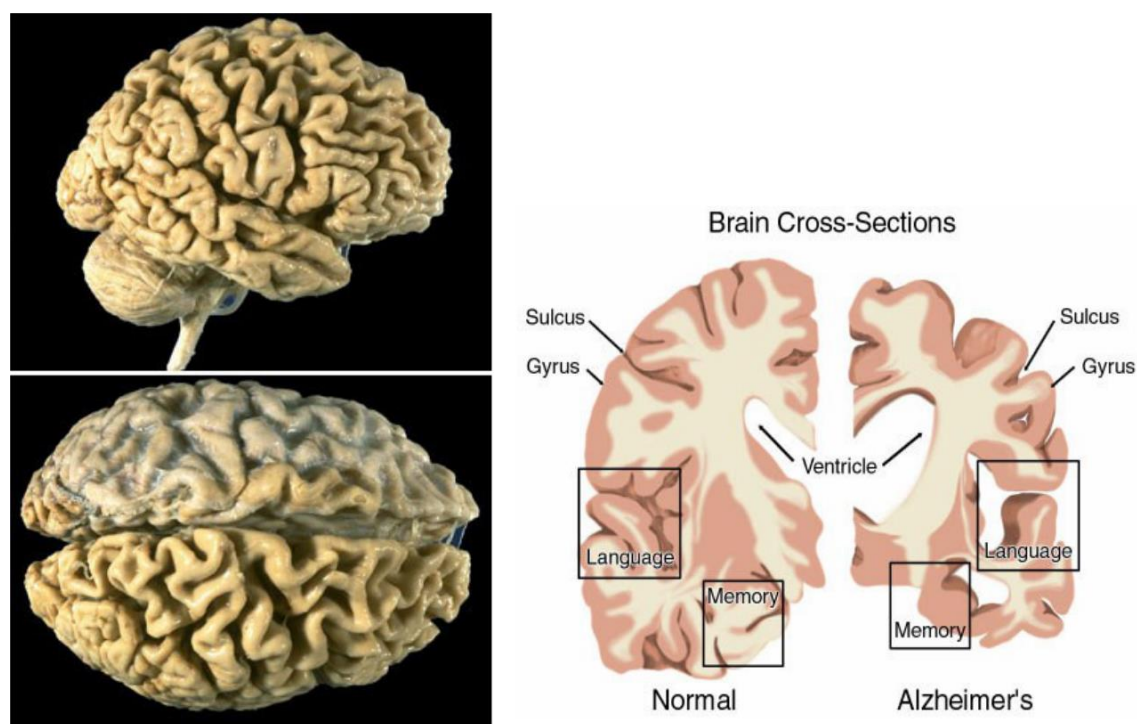 Brain Cross-Sections
Sulcus
Gyrus
Sulcus
Gyrus
Ventricle
Language
Memory
Language
Memory
Normal
Alzheimer's